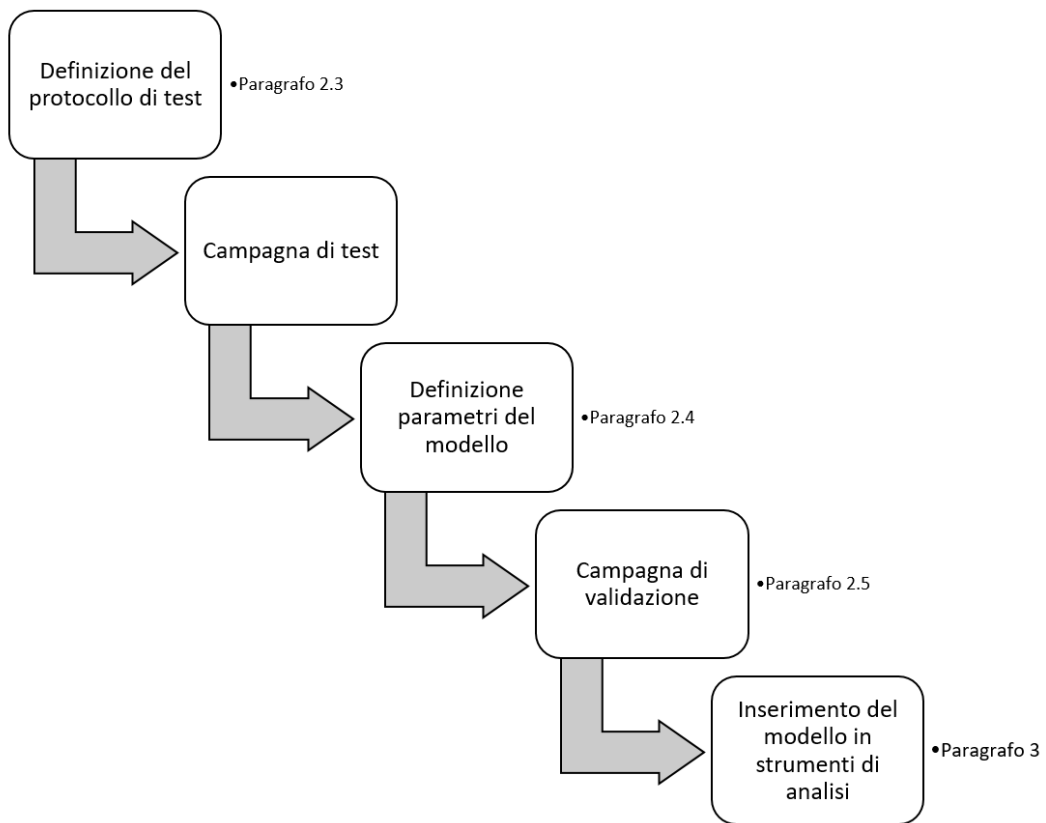 Definizione del
protocollo di test
•Paragrafo 2.3
Campagna di test
Definizione
parametri del
modello
•Paragrafo 2.4
Campagna di
validazione
•Paragrafo 2.5
Inserimento del
modello in
strumenti di
analisi
•Paragrafo 3